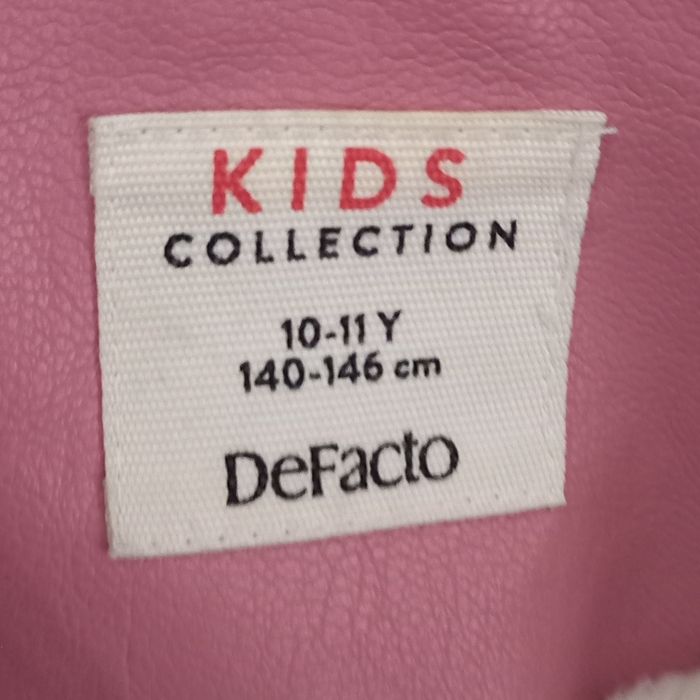 KIDS
COLLECTION
10-11 Y
140-146 cm
DeFacto